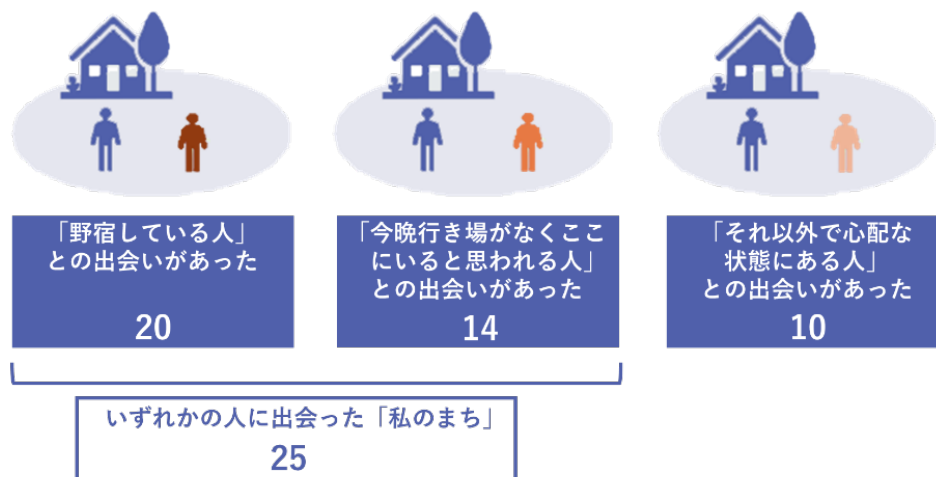 「野宿している人」
との出会いがあった
20
「今晩行き場がなくここ
にいると思われる人」
との出会いがあった
14
「それ以外で心配な
状態にある人」
との出会いがあった
10
いずれかの人に出会った「私のまち」
25